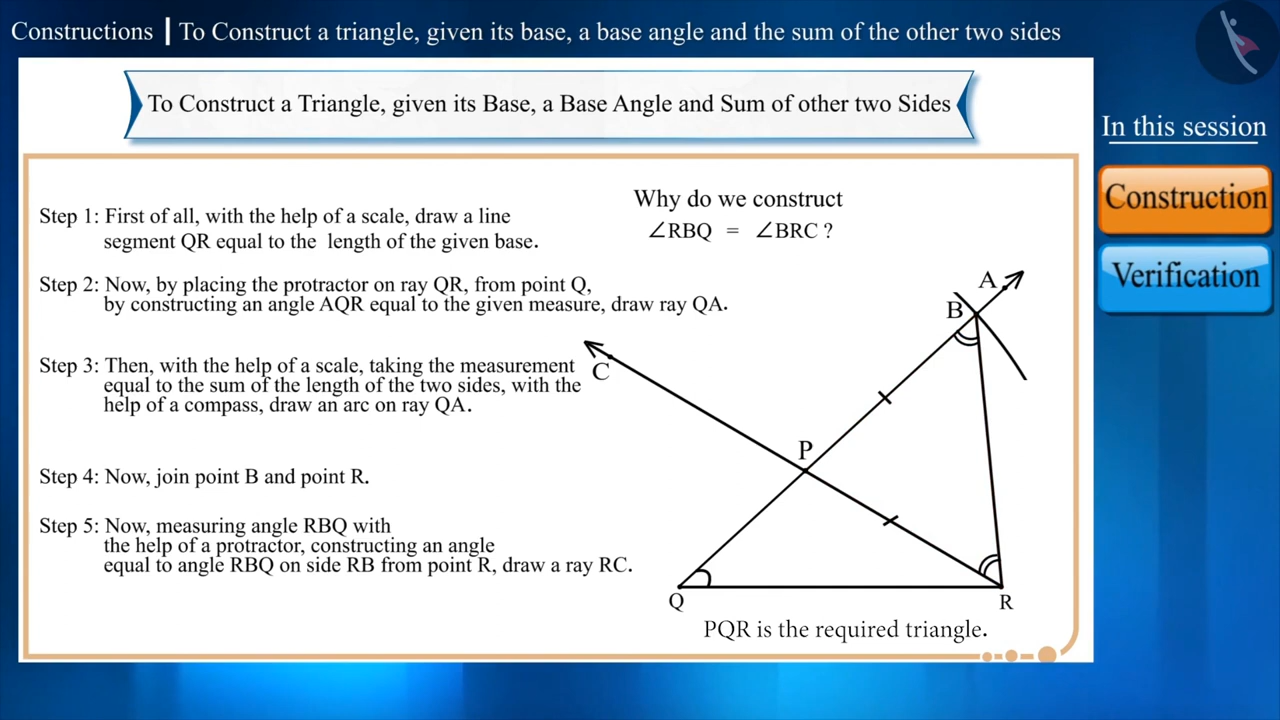 Constructions | To Construct a triangle, given its base, a base angle and the sum of the other two sides
To Construct a Triangle, given its Base, a Base Angle and Sum of other two Sides
In this session
Construction
Verification
Step 1: First of all, with the help of a scale, draw a line
segment QR equal to the length of the given base.
Step 2: Now, by placing the protractor on ray QR, from point Q,
by constructing an angle AQR equal to the given measure, draw ray QA.
Step 3: Then, with the help of a scale, taking the measurement
equal to the sum of the length of the two sides, with the
help of a compass, draw an arc on ray QA.
Step 4: Now, join point B and point R.
Step 5: Now, measuring angle RBQ with
the help of a protractor, constructing an angle
equal to angle RBQ on side RB from point R, draw a ray RC.
Why do we construct
∠RBQ = ∠BRC ?
A
B
C
P
Q
R
PQR is the required triangle.